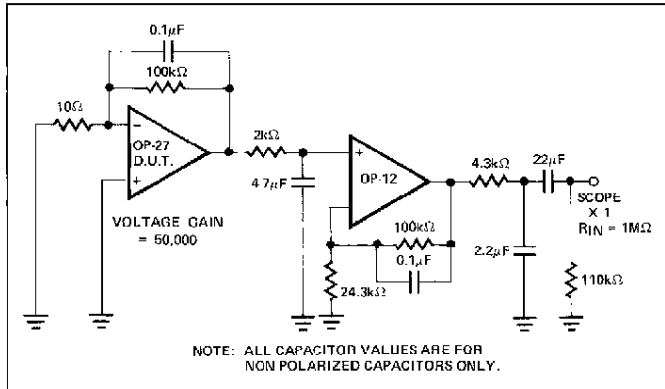 0.1μF
100kΩ
10Ω
−
OP-27
D.U.T.
+
VOLTAGE GAIN
= 50,000
2kΩ
4.7μF
+
OP-12
−
100kΩ
0.1μF
24.3kΩ
4.3kΩ
22μF
2.2μF
SCOPE
X 1
RIN = 1MΩ
110kΩ
NOTE: ALL CAPACITOR VALUES ARE FOR
NON POLARIZED CAPACITORS ONLY.